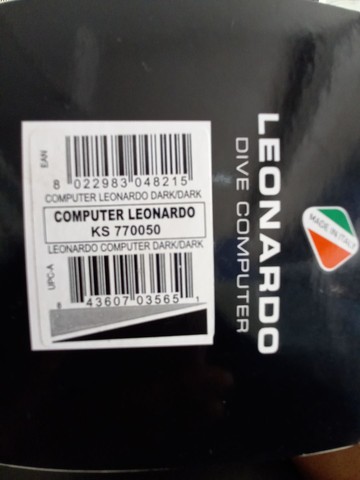 EAN
8 022983 048215
COMPUTER LEONARDO DARK/DARK
COMPUTER LEONARDO
KS 770050
LEONARDO COMPUTER DARK/DARK
UPC-A
43607 03565 1
LEONARDO
DIVE COMPUTER
MADE IN ITALY